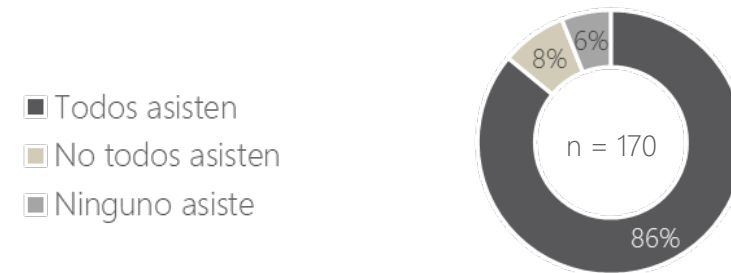 Todos asisten
No todos asisten
Ninguno asiste
6%
8%
n = 170
86%